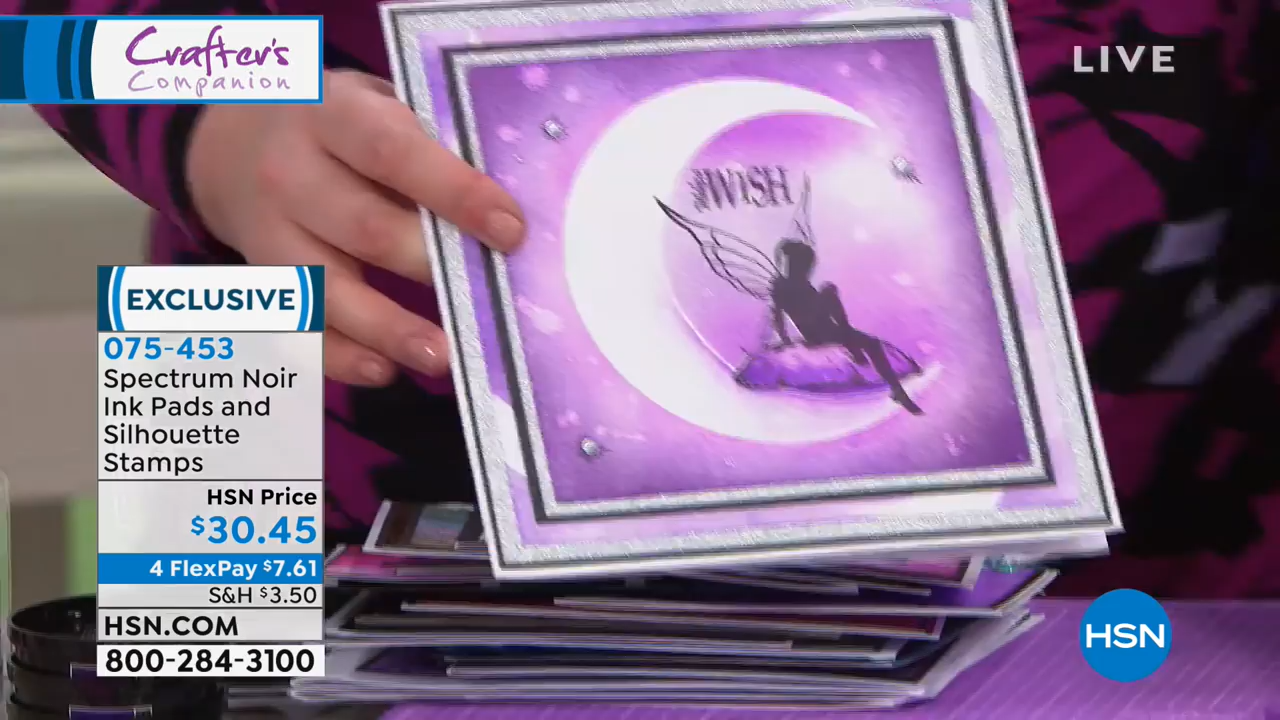 Crafter's
Companion
LIVE
WISH
EXCLUSIVE
075-453
Spectrum Noir
Ink Pads and
Silhouette
Stamps
HSN Price
$30.45
4 FlexPay $7.61
S&H $3.50
HSN.COM
800-284-3100
HSN